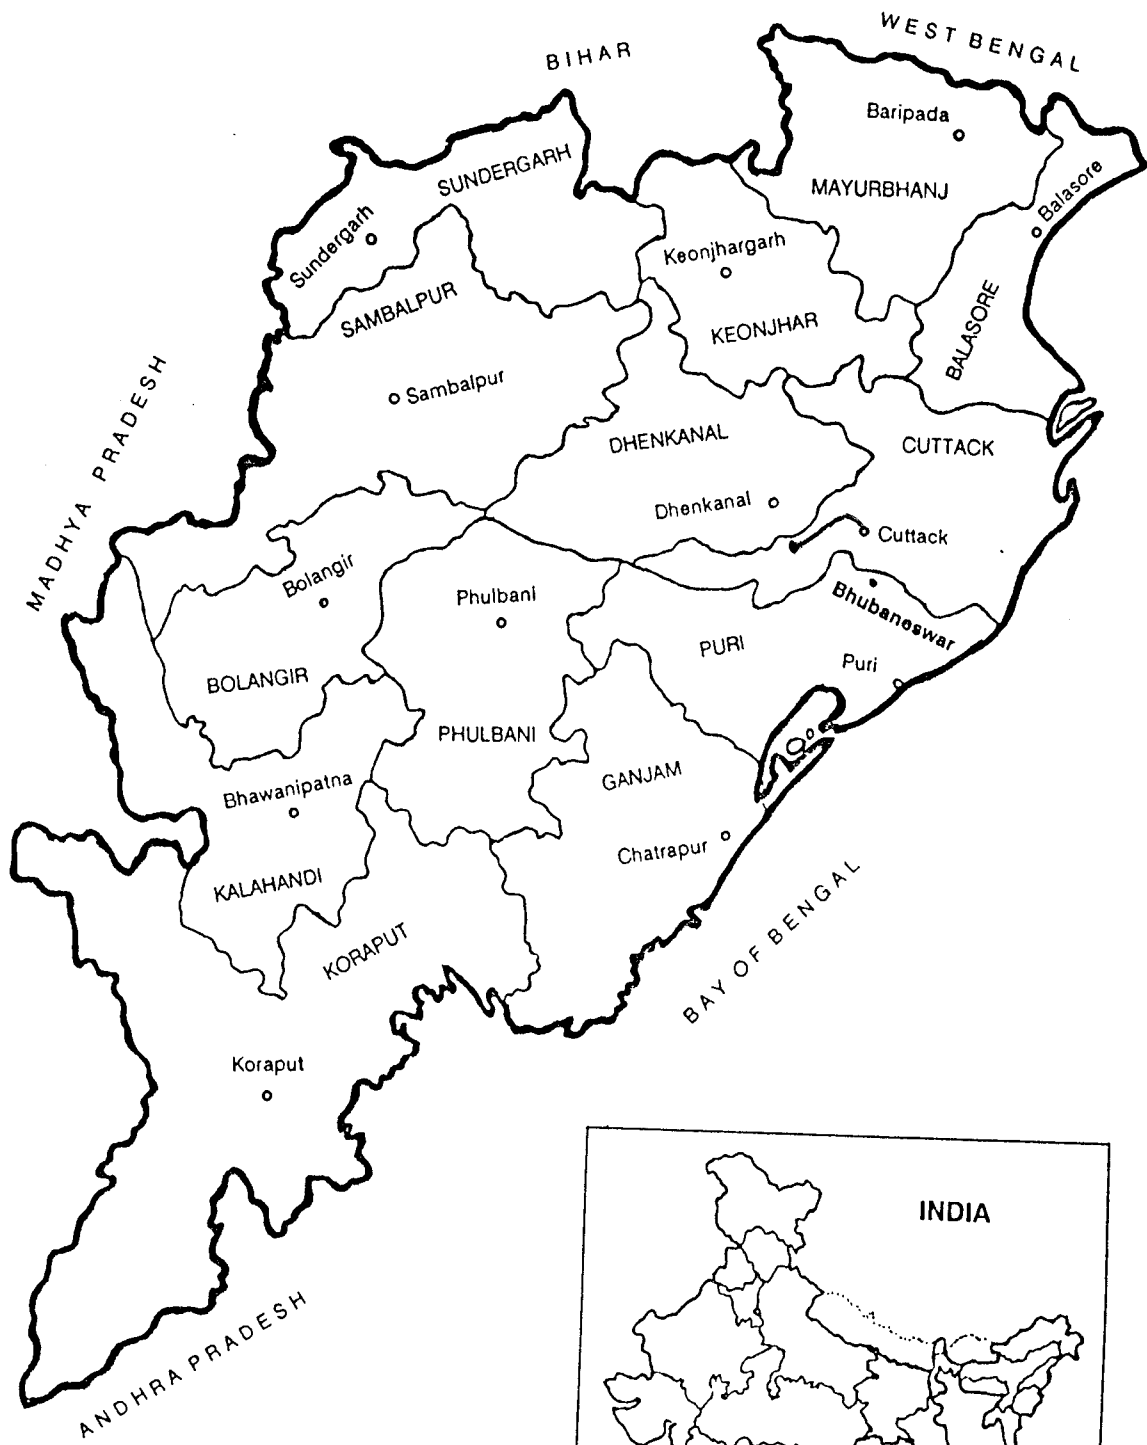 WEST BENGAL
BIHAR
Baripada
MAYURBHANJ
SUNDERGARH
Balasore
Sundergarh
Keonjhargarh
SAMBALPUR
KEONJHAR
BALASORE
MADHYA PRADESH
Sambalpur
DHENKANAL
CUTTACK
Dhenkanal
Cuttack
Bolangir
Phulbani
Bhubaneswar
PURI
Puri
BOLANGIR
PHULBANI
GANJAM
Bhawanipatna
Chatrapur
KALAHANDI
KORAPUT
BAY OF BENGAL
Koraput
INDIA
ANDHRA PRADESH